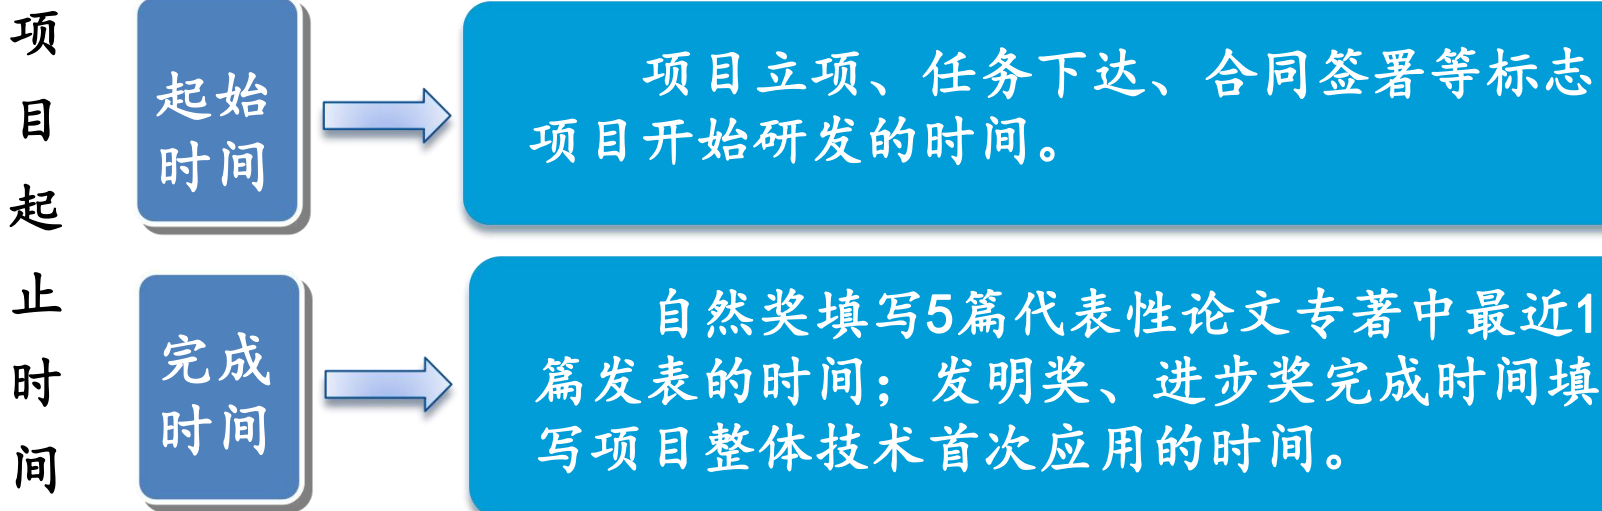 项目起止时间
起始
时间
项目立项、任务下达、合同签署等标志
项目开始研发的时间。
完成
时间
自然奖填写5篇代表性论文专著中最近1
篇发表的时间；发明奖、进步奖完成时间填
写项目整体技术首次应用的时间。